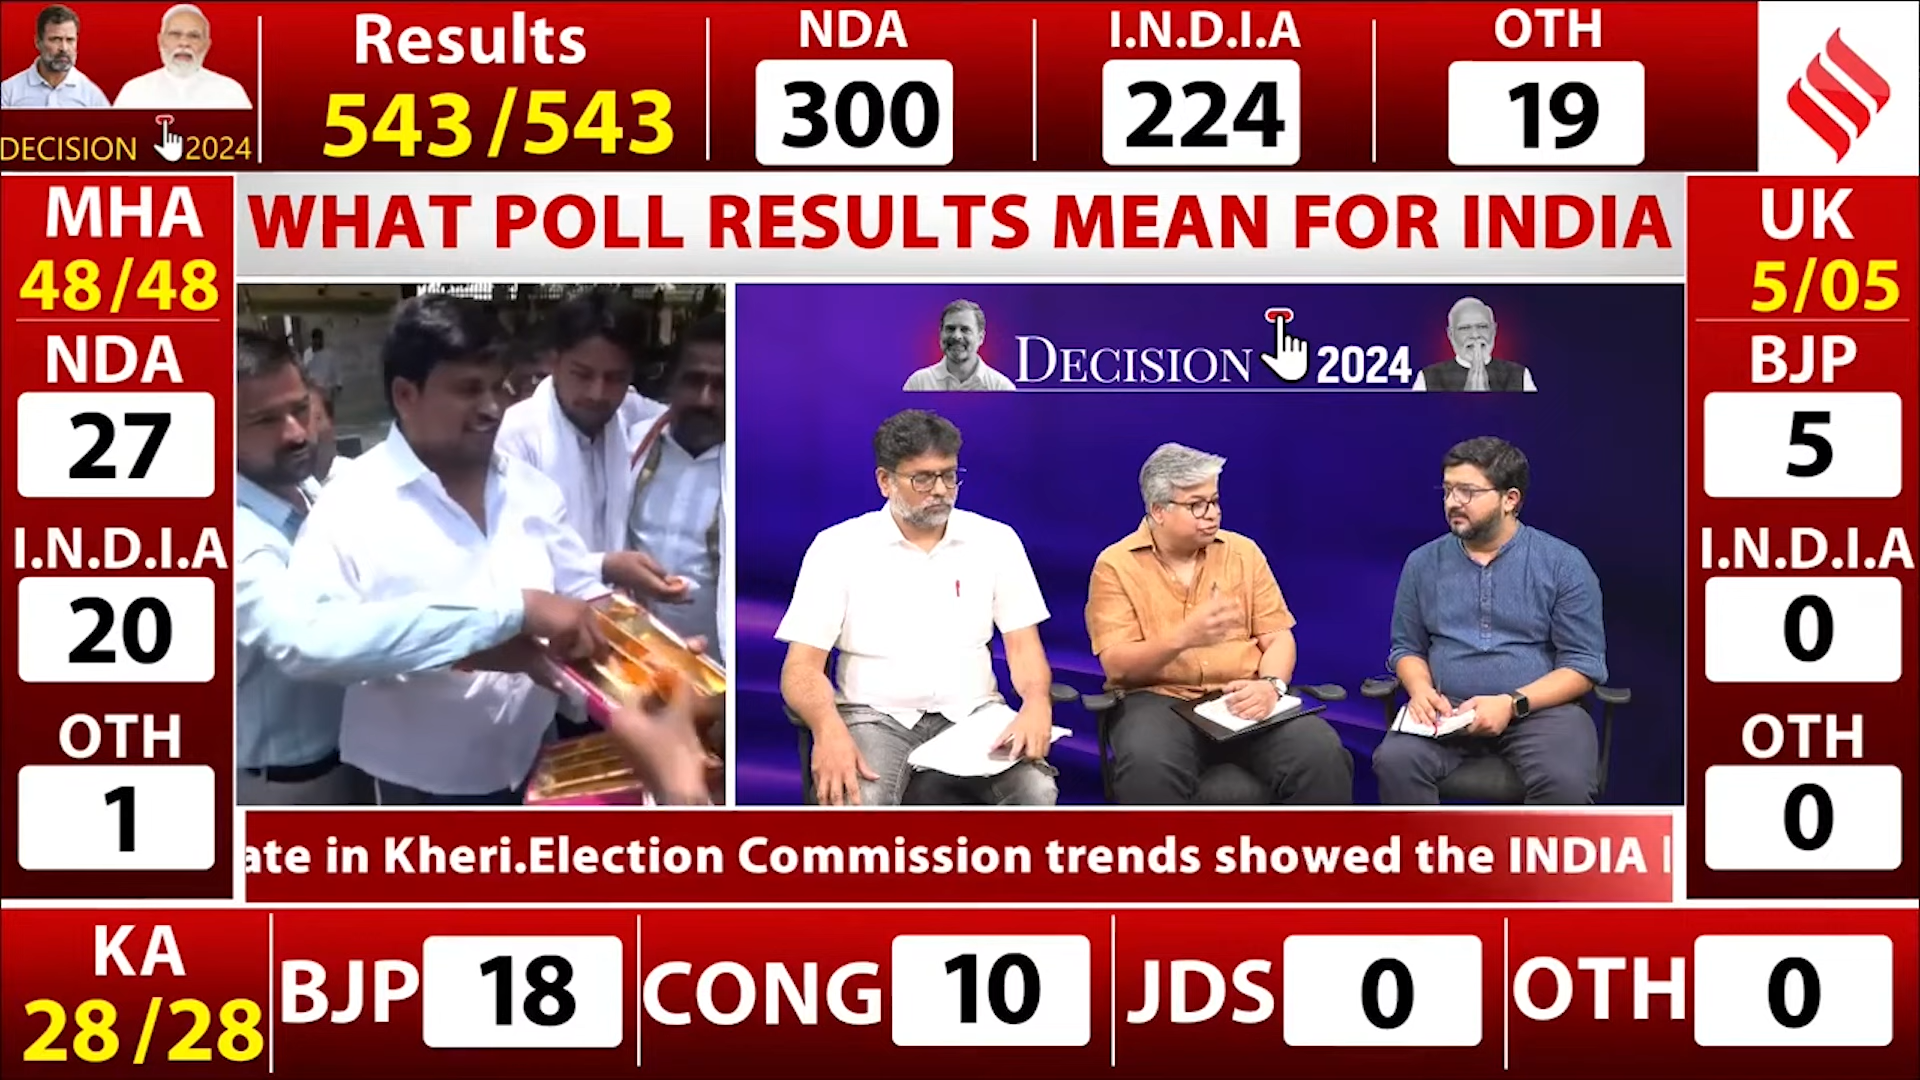 Results
543/543
NDA
300
I.N.D.I.A
224
OTH
19
DECISION 2024
MHA
48/48
NDA
27
I.N.D.I.A
20
OTH
1
WHAT POLL RESULTS MEAN FOR INDIA
DECISION 2024
UK
5/05
BJP
5
I.N.D.I.A
0
OTH
0
ate in Kheri.Election Commission trends showed the INDIA
KA
28/28
BJP 18
CONG 10
JDS 0
OTH 0